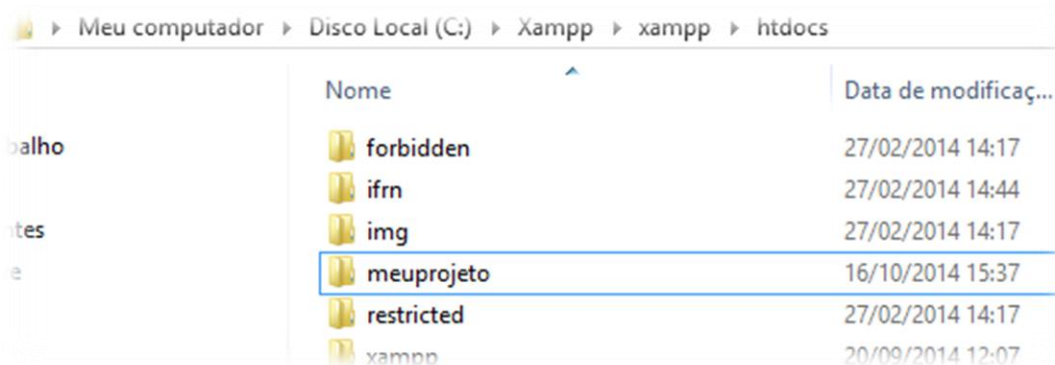 Meu computador Disco Local (C:) Xampp xampp htdocs
Nome Data de modificaç...
balho forbidden 27/02/2014 14:17
ifrn 27/02/2014 14:44
ntes img 27/02/2014 14:17
e meuprojeto 16/10/2014 15:37
restricted 27/02/2014 14:17
xampp 20/09/2014 12:07